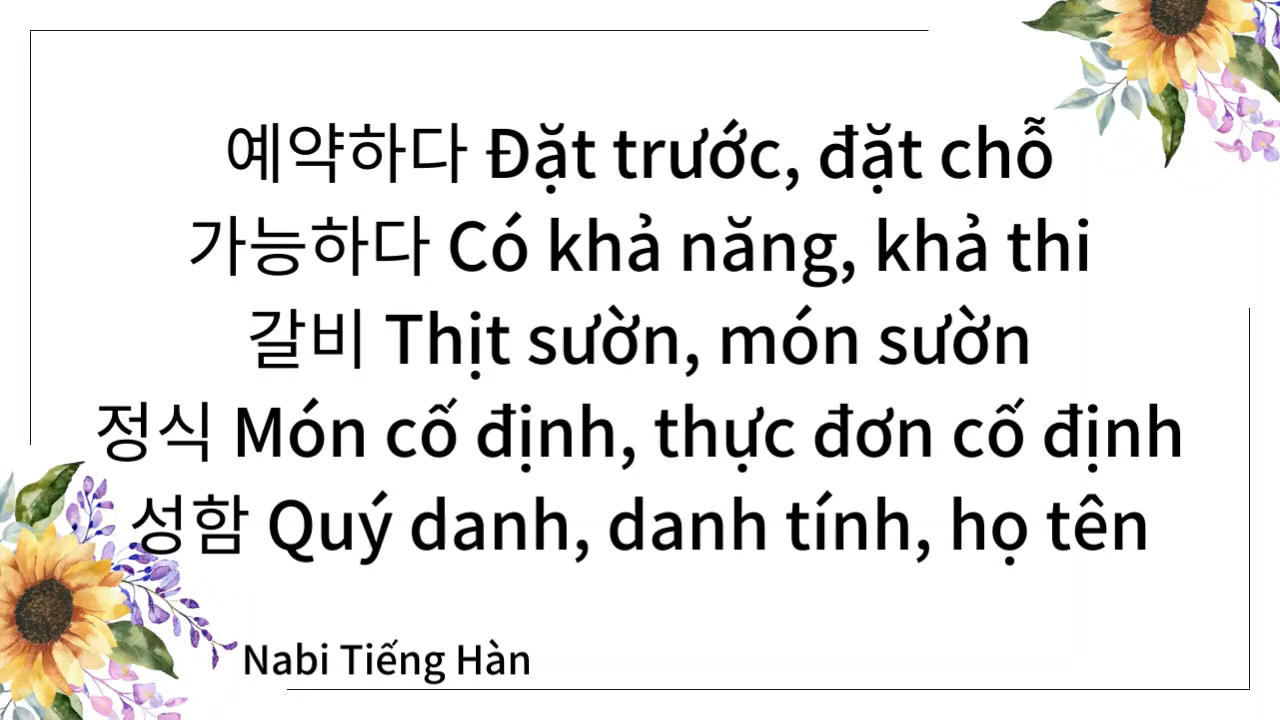 예약하다 Đặt trước, đặt chỗ
가능하다 Có khả năng, khả thi
갈비 Thịt sườn, món sườn
정식 Món cố định, thực đơn cố định
성함 Quý danh, danh tính, họ tên
Nabi Tiếng Hàn